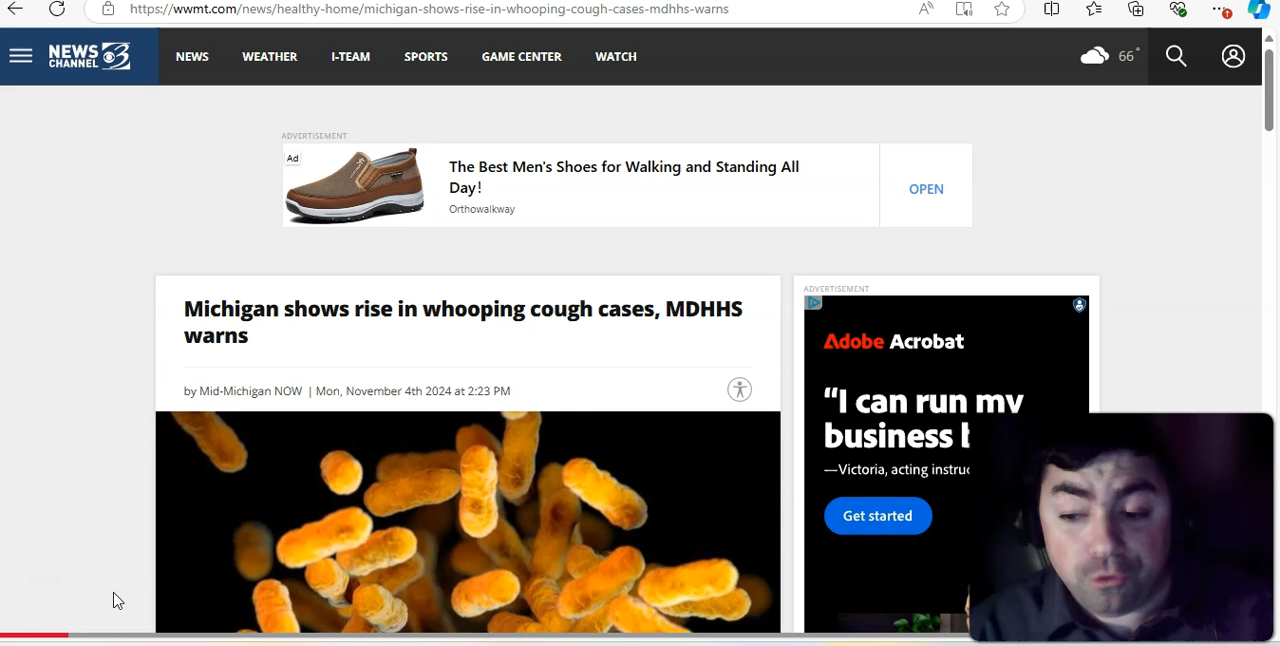 https://wwmt.com/news/healthy-home/michigan-shows-rise-in-whooping-cough-cases-mdhhs-warns
NEWS CHANNEL 3
NEWS WEATHER I-TEAM SPORTS GAME CENTER WATCH
66°
ADVERTISEMENT
Ad
The Best Men's Shoes for Walking and Standing All
Day!
Orthowalkway
OPEN
Michigan shows rise in whooping cough cases, MDHHS
warns
by Mid-Michigan NOW | Mon, November 4th 2024 at 2:23 PM
ADVERTISEMENT
Adobe Acrobat
“I can run my
business
—Victoria, acting
Get started